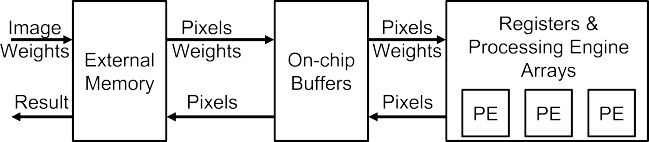 Image
Weights
Result
External
Memory
Pixels
Weights
Pixels
On-chip
Buffers
Pixels
Weights
Pixels
Registers &
Processing Engine
Arrays
PE PE PE